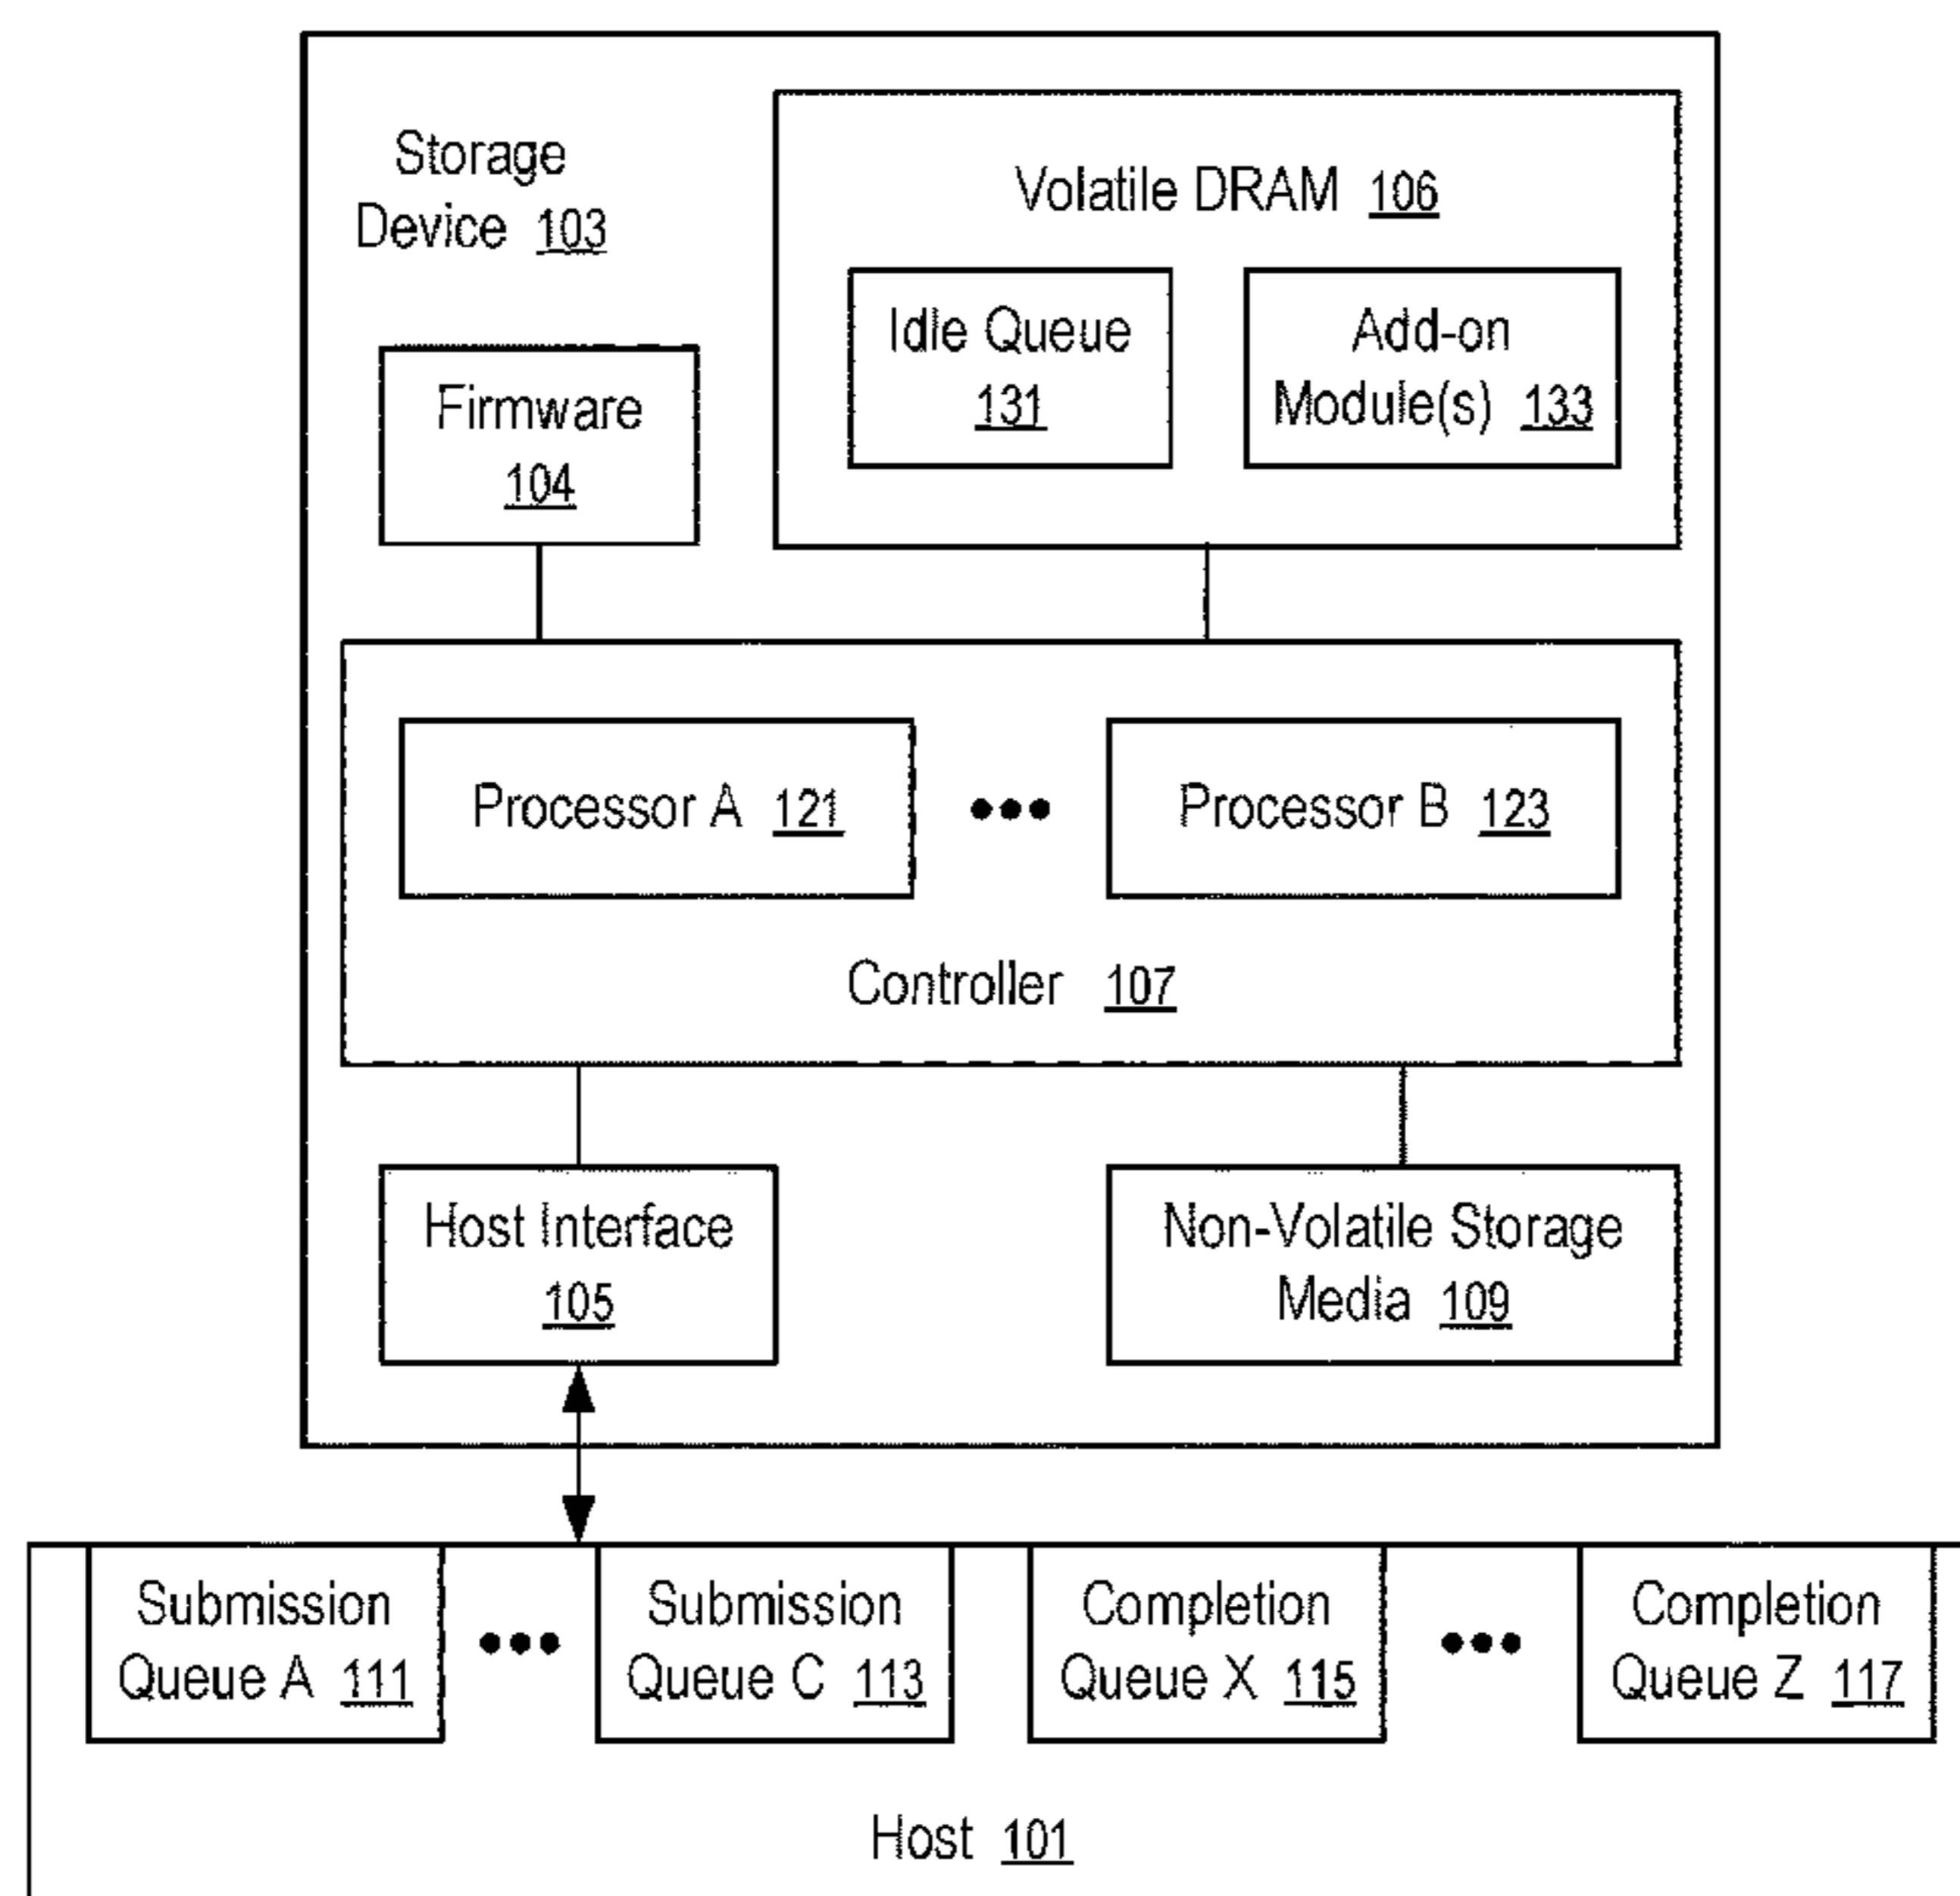 Storage
Device 103
Volatile DRAM 106
Idle Queue
131
Add-on
Module(s) 133
Firmware
104
Processor A 121
Processor B 123
Controller 107
Host Interface
105
Non-Volatile Storage
Media 109
Submission
Queue A 111
Submission
Queue C 113
Completion
Queue X 115
Completion
Queue Z 117
Host 101